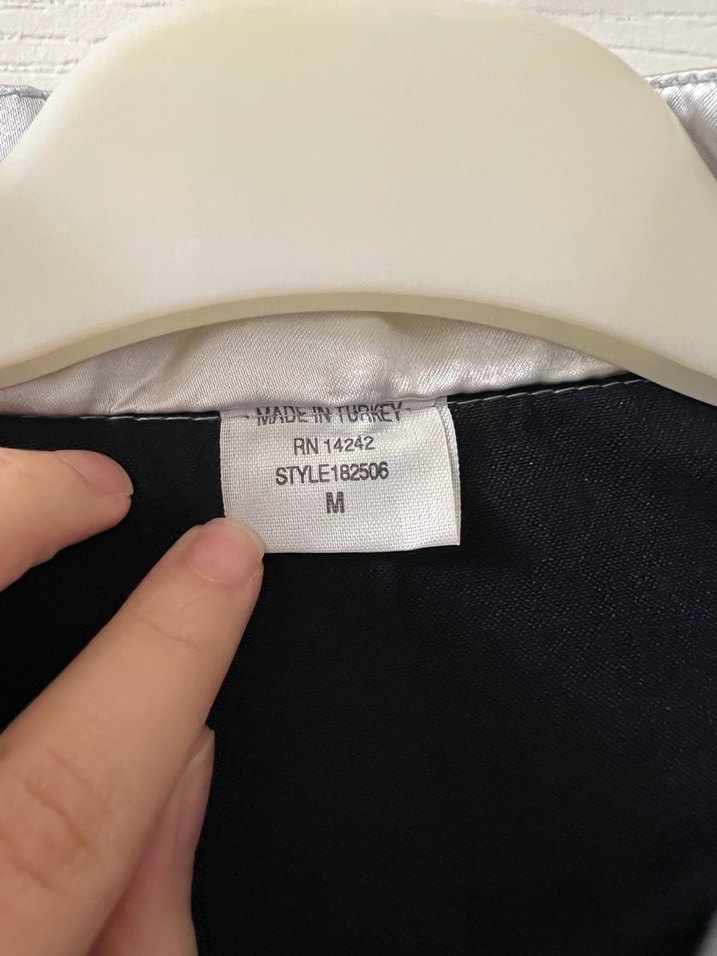 - MADE IN TURKEY -
RN 14242
STYLE182506
M